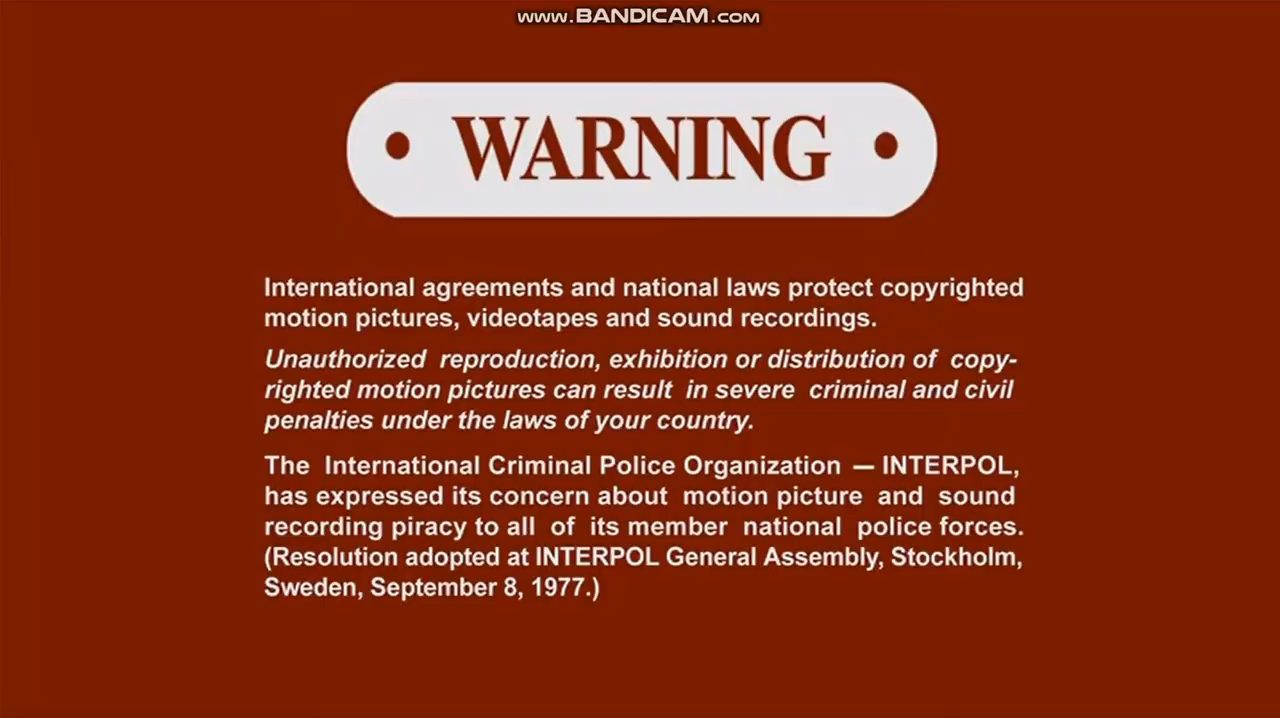 www.BANDICAM.com
WARNING
International agreements and national laws protect copyrighted
motion pictures, videotapes and sound recordings.
Unauthorized reproduction, exhibition or distribution of copy-
righted motion pictures can result in severe criminal and civil
penalties under the laws of your country.
The International Criminal Police Organization — INTERPOL,
has expressed its concern about motion picture and sound
recording piracy to all of its member national police forces.
(Resolution adopted at INTERPOL General Assembly, Stockholm,
Sweden, September 8, 1977.)